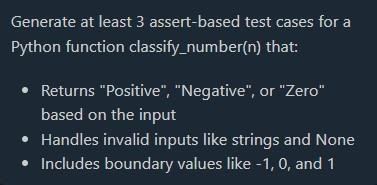 Generate at least 3 assert-based test cases for a
Python function classify_number(n) that:
• Returns "Positive", "Negative", or "Zero"
based on the input
• Handles invalid inputs like strings and None
• Includes boundary values like -1, 0, and 1